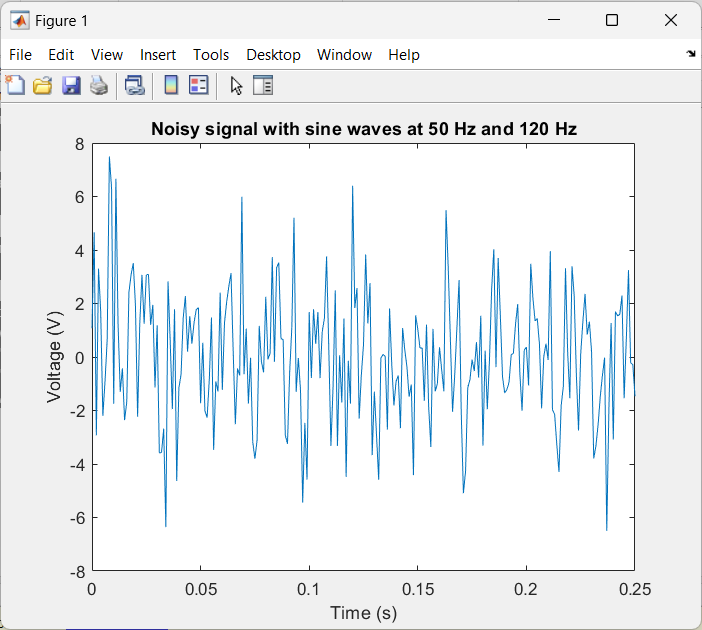 Figure 1
File Edit View Insert Tools Desktop Window Help
Noisy signal with sine waves at 50 Hz and 120 Hz
8
6
4
2
0
-2
-4
-6
-8
Voltage (V)
0 0.05 0.1 0.15 0.2 0.25
Time (s)